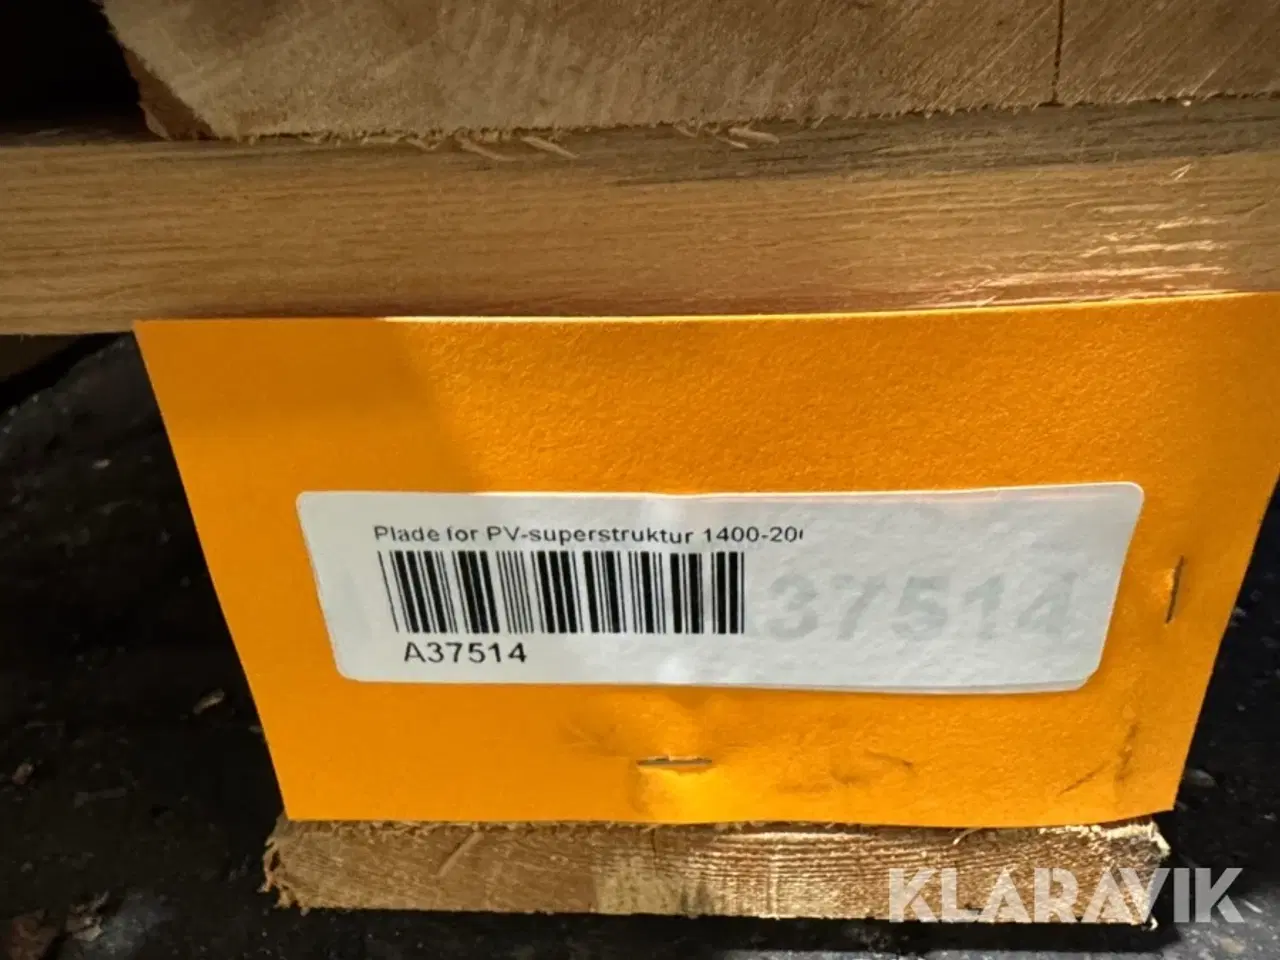 Plade for PV-superstruktur 1400-20
37514
A37514
KLARAVIK